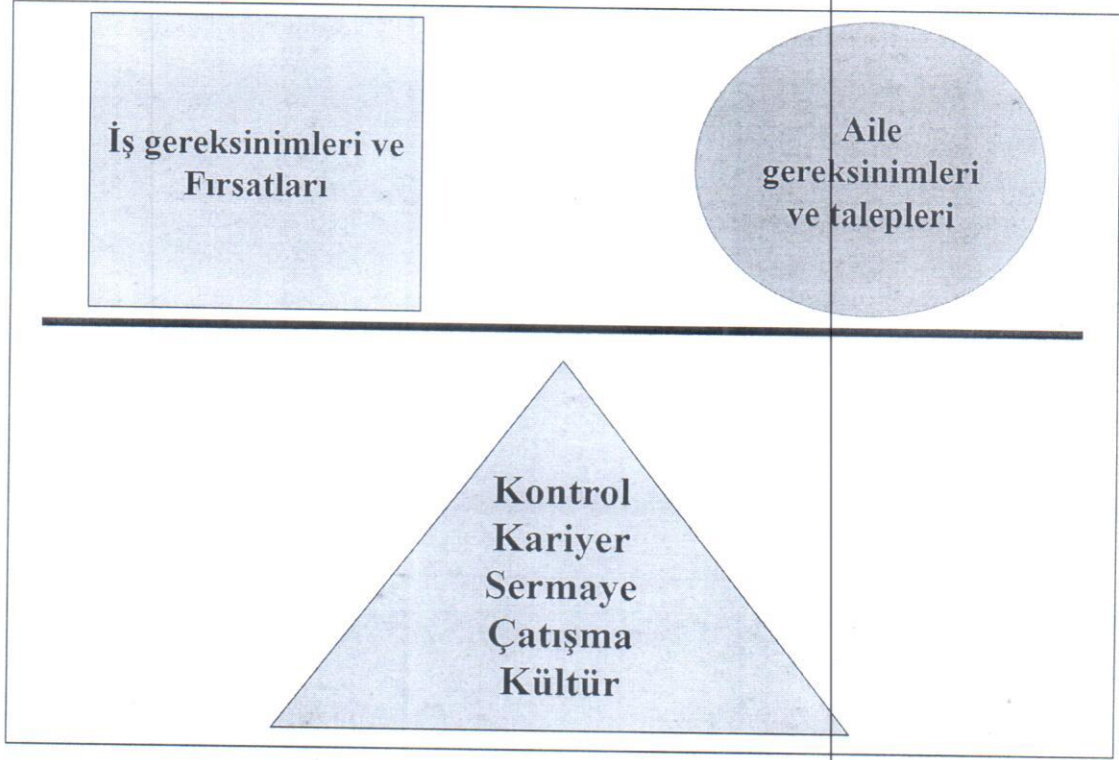 İş gereksinimleri ve
Fırsatları
Aile
gereksinimleri
ve talepleri
Kontrol
Kariyer
Sermaye
Çatışma
Kültür